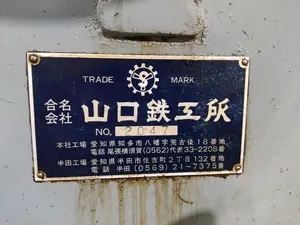 TRADE MARK
合名会社 山口鉄工所
NO. 2047
本社工場 愛知県知多市八幡字荒古後18番地
電話 尾張横須賀(0562)代表33-2208番
半田工場 愛知県半田市住吉町2丁目132番地
電話 半田 (0569) 21-7375番